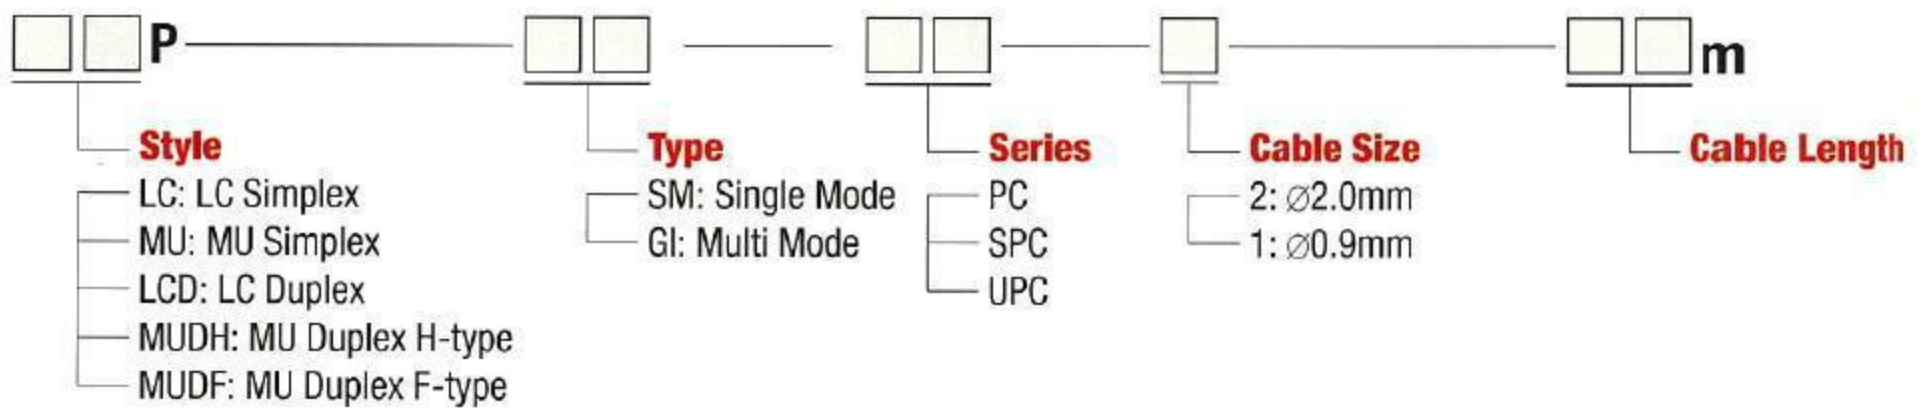 P m
Style
LC: LC Simplex
MU: MU Simplex
LCD: LC Duplex
MUDH: MU Duplex H-type
MUDF: MU Duplex F-type
Type
SM: Single Mode
GI: Multi Mode
Series
PC
SPC
UPC
Cable Size
2: ∅2.0mm
1: ∅0.9mm
Cable Length